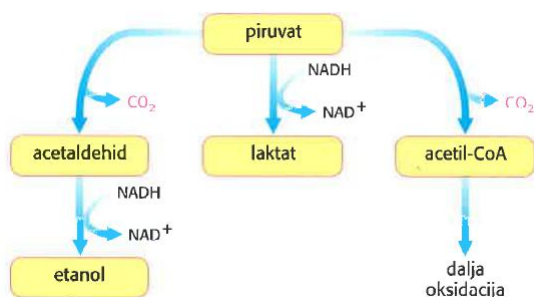 piruvat
CO₂
NADH
NAD⁺
CO₂
acetaldehid
laktat
acetil-CoA
NADH
NAD⁺
etanol
dalja
oksidacija